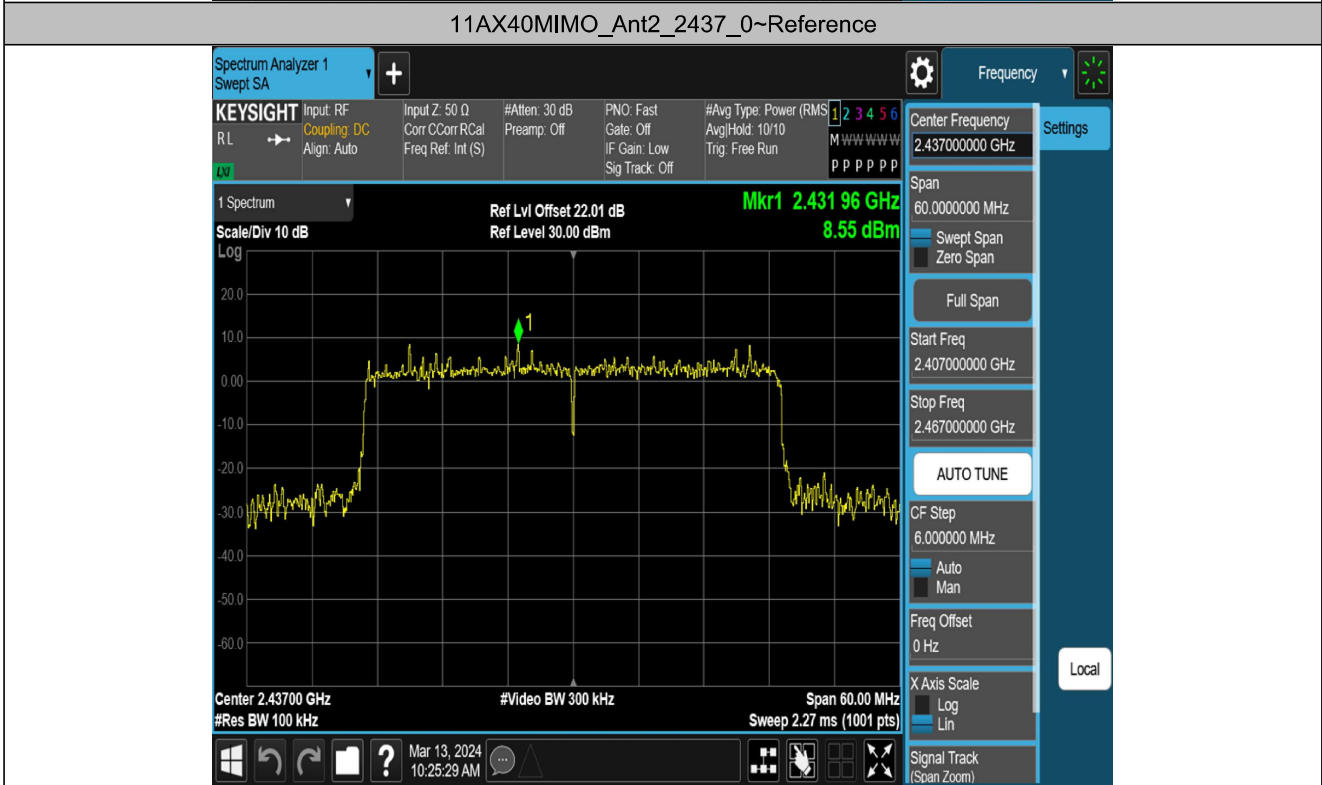 11AX40MIMO_Ant2_2437_0~Reference
Spectrum Analyzer 1
Swept SA
+
Frequency
KEYSIGHT
R L
LXI
Input: RF
Coupling: DC
Align: Auto
Input Z: 50 Ω
Corr CCorr RCal
Freq Ref: Int (S)
#Atten: 30 dB
Preamp: Off
PNO: Fast
Gate: Off
IF Gain: Low
Sig Track: Off
#Avg Type: Power (RMS
Avg|Hold: 10/10
Trig: Free Run
1 2 3 4 5 6
M W W W W W
P P P P P P
1 Spectrum
Scale/Div 10 dB
Log
Ref Lvl Offset 22.01 dB
Ref Level 30.00 dBm
Mkr1 2.431 96 GHz
8.55 dBm
1
20.0
10.0
0.00
-10.0
-20.0
-30.0
-40.0
-50.0
-60.0
Center 2.43700 GHz
#Res BW 100 kHz
#Video BW 300 kHz
Span 60.00 MHz
Sweep 2.27 ms (1001 pts)
Center Frequency
2.437000000 GHz
Settings
Span
60.0000000 MHz
Swept Span
Zero Span
Full Span
Start Freq
2.407000000 GHz
Stop Freq
2.467000000 GHz
AUTO TUNE
CF Step
6.000000 MHz
Auto
Man
Freq Offset
0 Hz
X Axis Scale
Log
Lin
Local
Signal Track
(Span Zoom)
?
Mar 13, 2024
10:25:29 AM